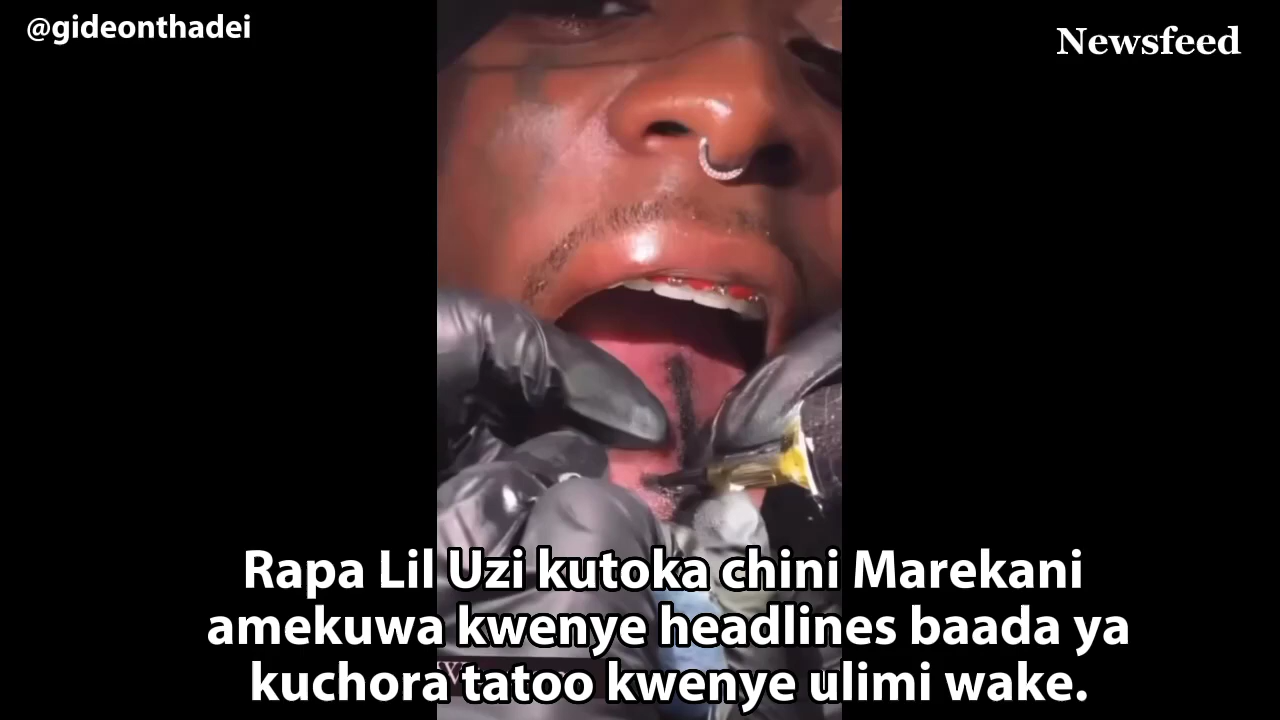 @gideonthadei
Newsfeed
Rapa Lil Uzi kutoka chini Marekani
amekuwa kwenye headlines baada ya
kuchora tatoo kwenye ulimi wake.